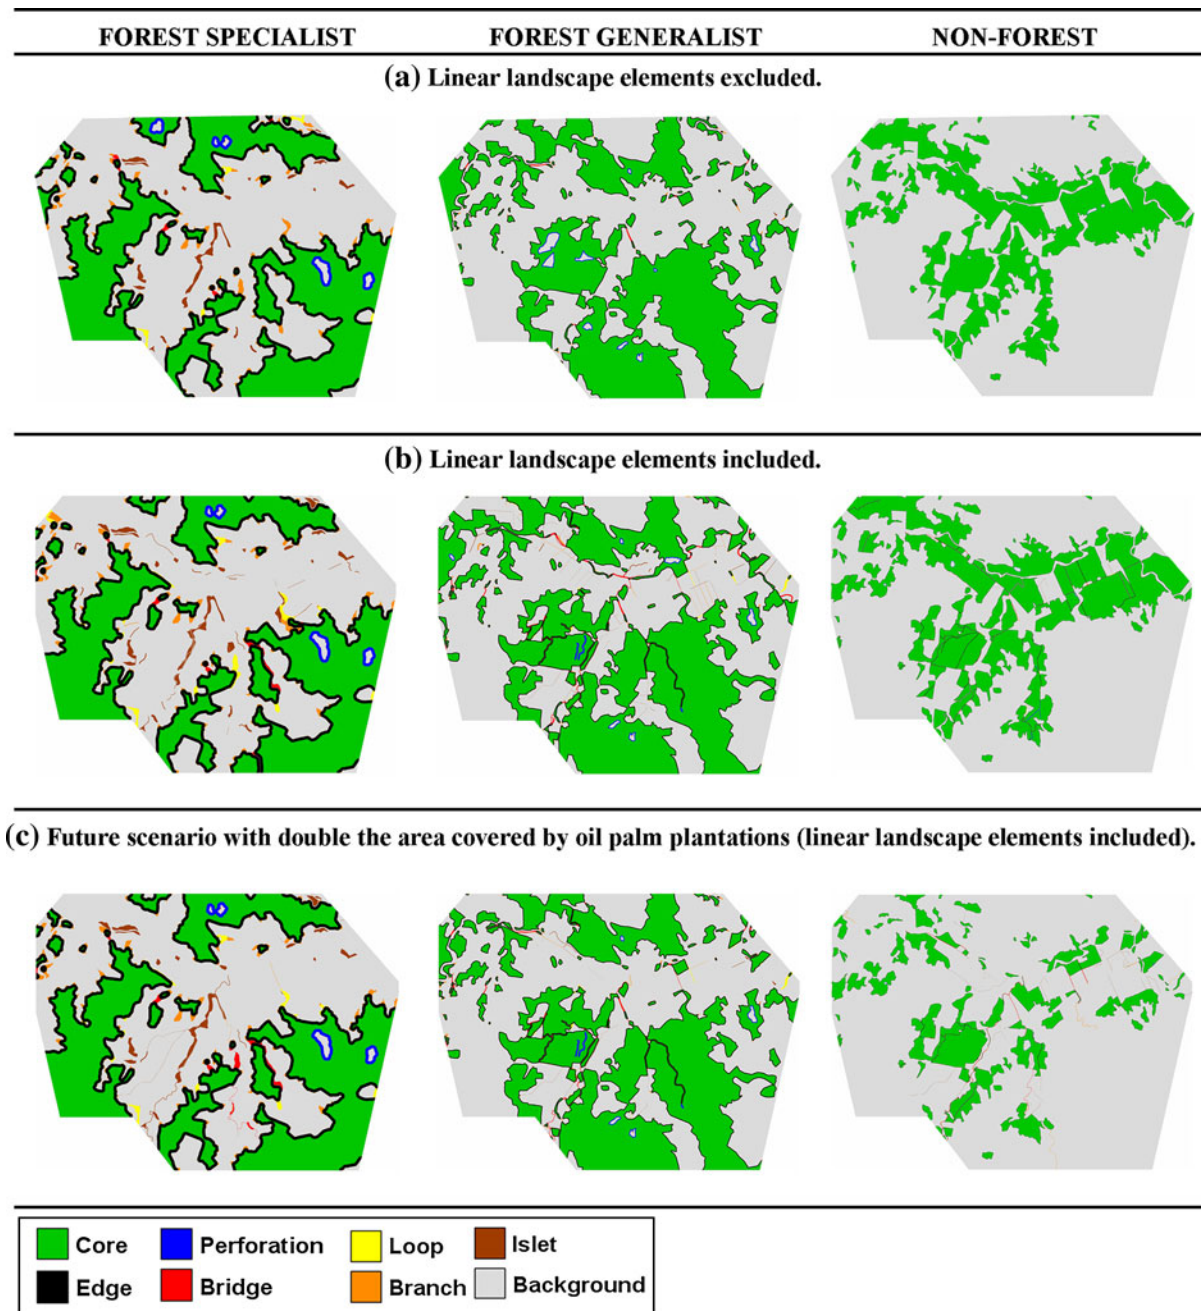 FOREST SPECIALIST FOREST GENERALIST NON-FOREST
(a) Linear landscape elements excluded.
(b) Linear landscape elements included.
(c) Future scenario with double the area covered by oil palm plantations (linear landscape elements included).
Core Perforation Loop Islet
Edge Bridge Branch Background